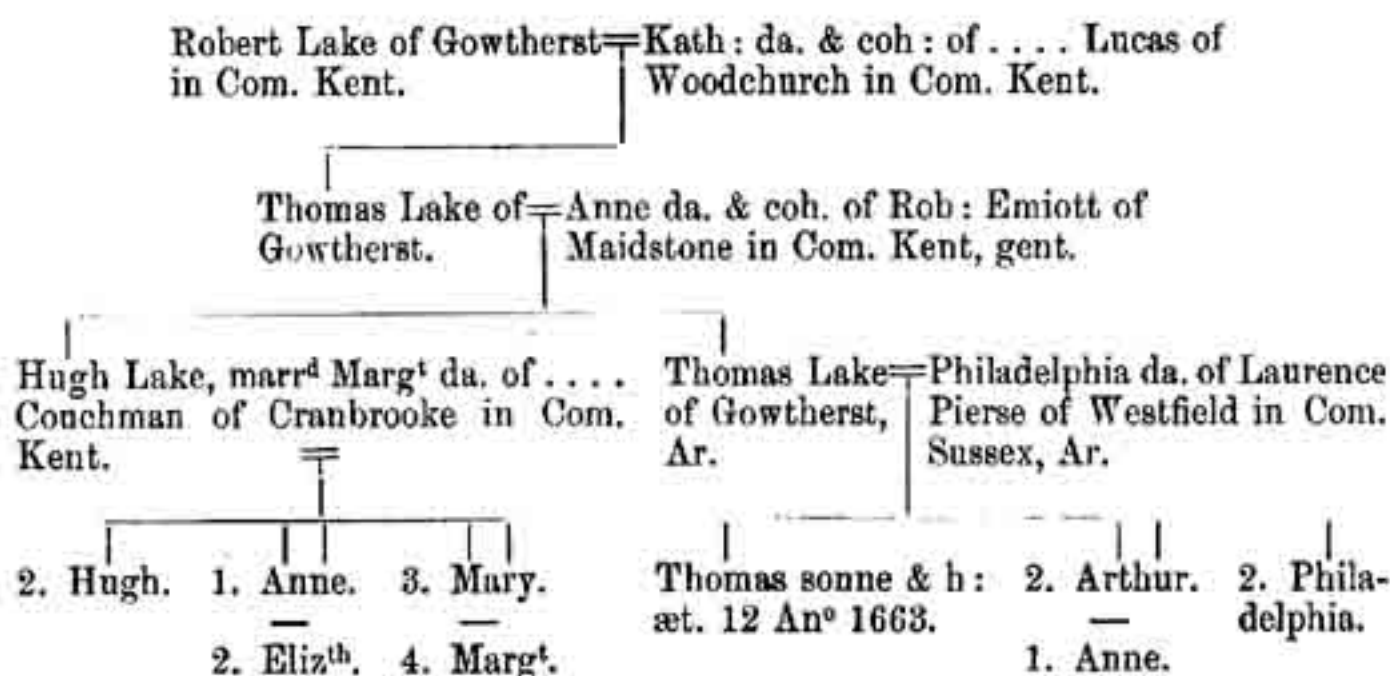 Robert Lake of Gowtherst=Kath : da. & coh : of . . . . Lucas of
in Com. Kent. Woodchurch in Com. Kent.
Thomas Lake of=Anne da. & coh. of Rob : Emiott of
Gowtherst. Maidstone in Com. Kent, gent.
Hugh Lake, marrᵈ Margᵗ da. of . . . .
Conchman of Cranbrooke in Com.
Kent.
Thomas Lake=Philadelphia da. of Laurence
of Gowtherst, Pierse of Westfield in Com.
Ar. Sussex, Ar.
2. Hugh. 1. Anne. 3. Mary.
2. Elizᵗʰ. 4. Margᵗ.
Thomas sonne & h : 2. Arthur. 2. Phila-
æt. 12 Anº 1663. delphia.
1. Anne.